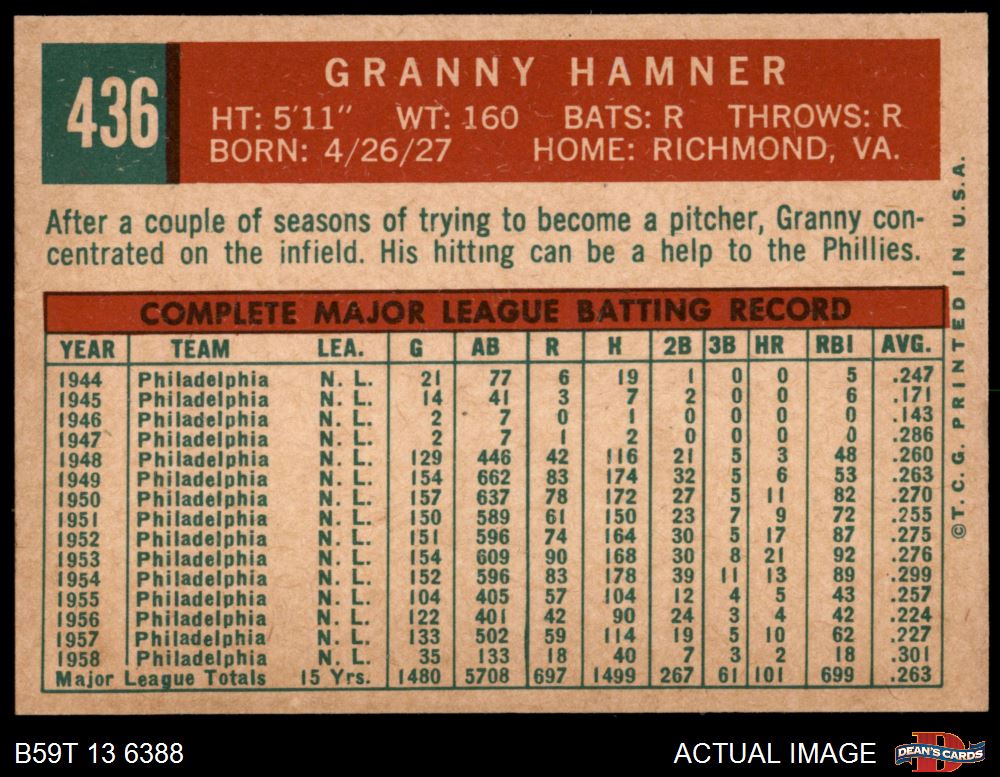 436
GRANNY HAMNER
HT: 5'11" WT: 160 BATS: R THROWS: R
BORN: 4/26/27 HOME: RICHMOND, VA.
After a couple of seasons of trying to become a pitcher, Granny con-
centrated on the infield. His hitting can be a help to the Phillies.
COMPLETE MAJOR LEAGUE BATTING RECORD
YEAR TEAM LEA. G AB R H 2B 3B HR RBI AVG.
1944 Philadelphia N. L. 21 77 6 19 1 0 0 5 .247
1945 Philadelphia N. L. 14 41 3 7 2 0 0 6 .171
1946 Philadelphia N. L. 2 7 0 1 0 0 0 0 .143
1947 Philadelphia N. L. 2 7 1 2 0 0 0 0 .286
1948 Philadelphia N. L. 129 446 42 116 21 5 3 48 .260
1949 Philadelphia N. L. 154 662 83 174 32 5 6 53 .263
1950 Philadelphia N. L. 157 637 78 172 27 5 11 82 .270
1951 Philadelphia N. L. 150 589 61 150 23 7 9 72 .255
1952 Philadelphia N. L. 151 596 74 164 30 5 17 87 .275
1953 Philadelphia N. L. 154 609 90 168 30 8 21 92 .276
1954 Philadelphia N. L. 152 596 83 178 39 11 13 89 .299
1955 Philadelphia N. L. 104 405 57 104 12 4 5 43 .257
1956 Philadelphia N. L. 122 401 42 90 24 3 4 42 .224
1957 Philadelphia N. L. 133 502 59 114 19 5 10 62 .227
1958 Philadelphia N. L. 35 133 18 40 7 3 2 18 .301
Major League Totals 15 Yrs. 1480 5708 697 1499 267 61 101 699 .263
©T.C.G. PRINTED IN U.S.A.
B59T 13 6388
ACTUAL IMAGE
DEAN'S CARDS